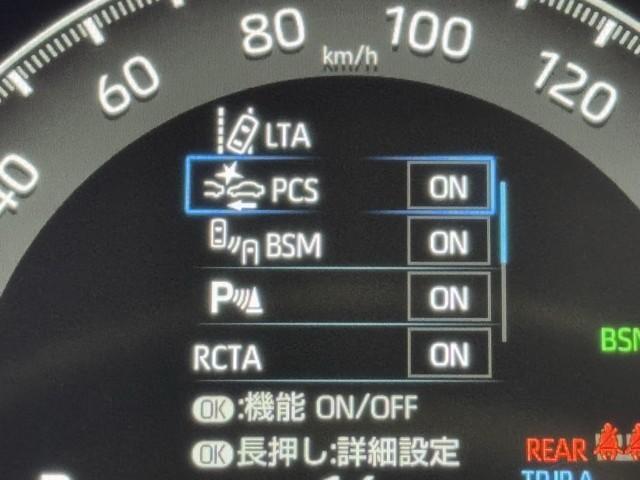 40
60
80
100
120
km/h
LTA
PCS ON
BSM ON
P ON
RCTA ON
OK:機能 ON/OFF
OK長押し:詳細設定
BSM
REAR
TRIP A